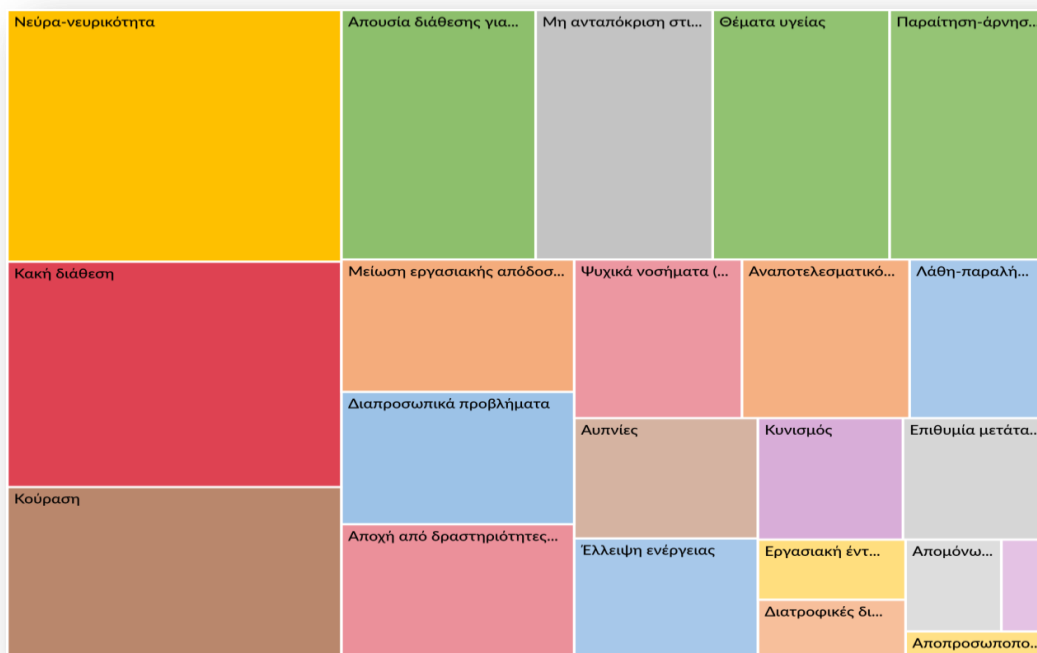 Νεύρα-νευρικότητα
Απουσία διάθεσης για...
Μη ανταπόκριση στι...
Θέματα υγείας
Παραίτηση-άρνησ...
Κακή διάθεση
Μείωση εργασιακής απόδοσ...
Ψυχικά νοσήματα (...
Αναποτελεσματικό...
Λάθη-παραλή...
Διαπροσωπικά προβλήματα
Αυπνίες
Κυνισμός
Επιθυμία μετάτα...
Κούραση
Αποχή από δραστηριότητες...
Έλλειψη ενέργειας
Εργασιακή έντ...
Απομόνω...
Διατροφικές δι...
Αποπροσωποπο...